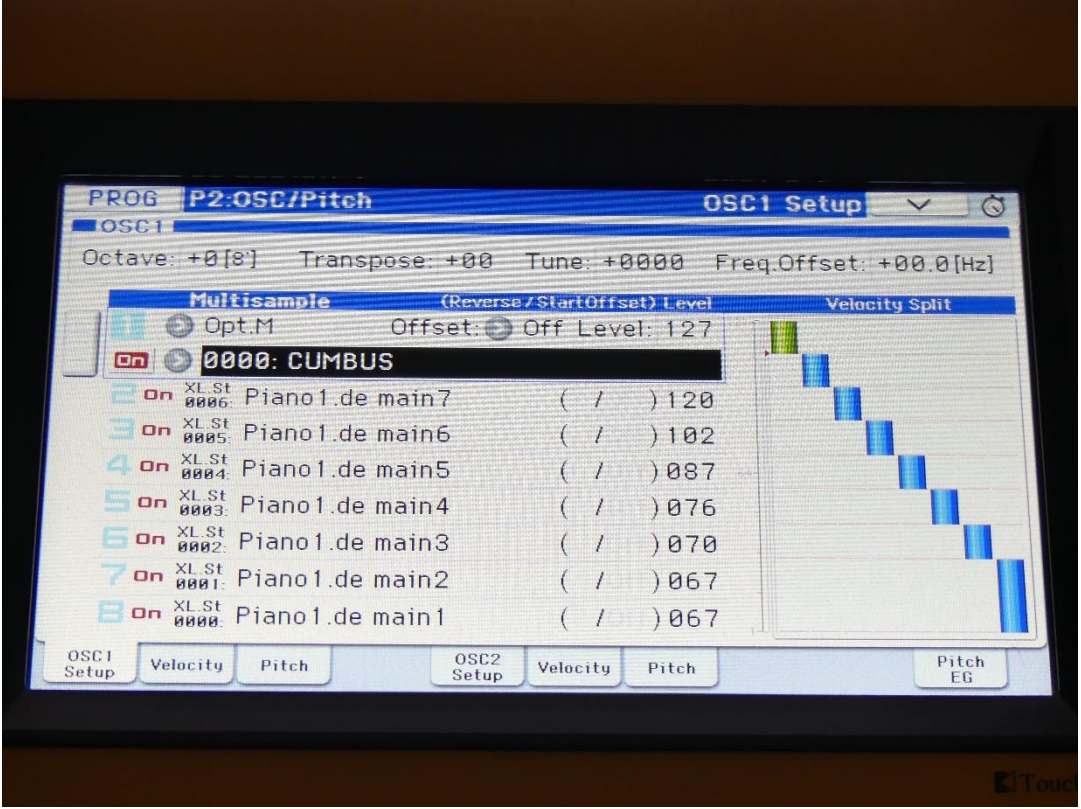 PROG P2:OSC/Pitch OSC1 Setup
OSC1
Octave: +0[8'] Transpose: +00 Tune: +0000 Freq.Offset: +00.0[Hz]
Multisample (Reverse/StartOffset) Level Velocity Split
1 Opt.M Offset: Off Level: 127
On 0000: CUMBUS
2 On XL.St 0006: Piano1.de main7 ( / ) 120
3 On XL.St 0005: Piano1.de main6 ( / ) 102
4 On XL.St 0004: Piano1.de main5 ( / ) 087
5 On XL.St 0003: Piano1.de main4 ( / ) 076
6 On XL.St 0002: Piano1.de main3 ( / ) 070
7 On XL.St 0001: Piano1.de main2 ( / ) 067
8 On XL.St 0000: Piano1.de main1 ( / ) 067
OSC1 Setup Velocity Pitch OSC2 Setup Velocity Pitch Pitch EG
Touch